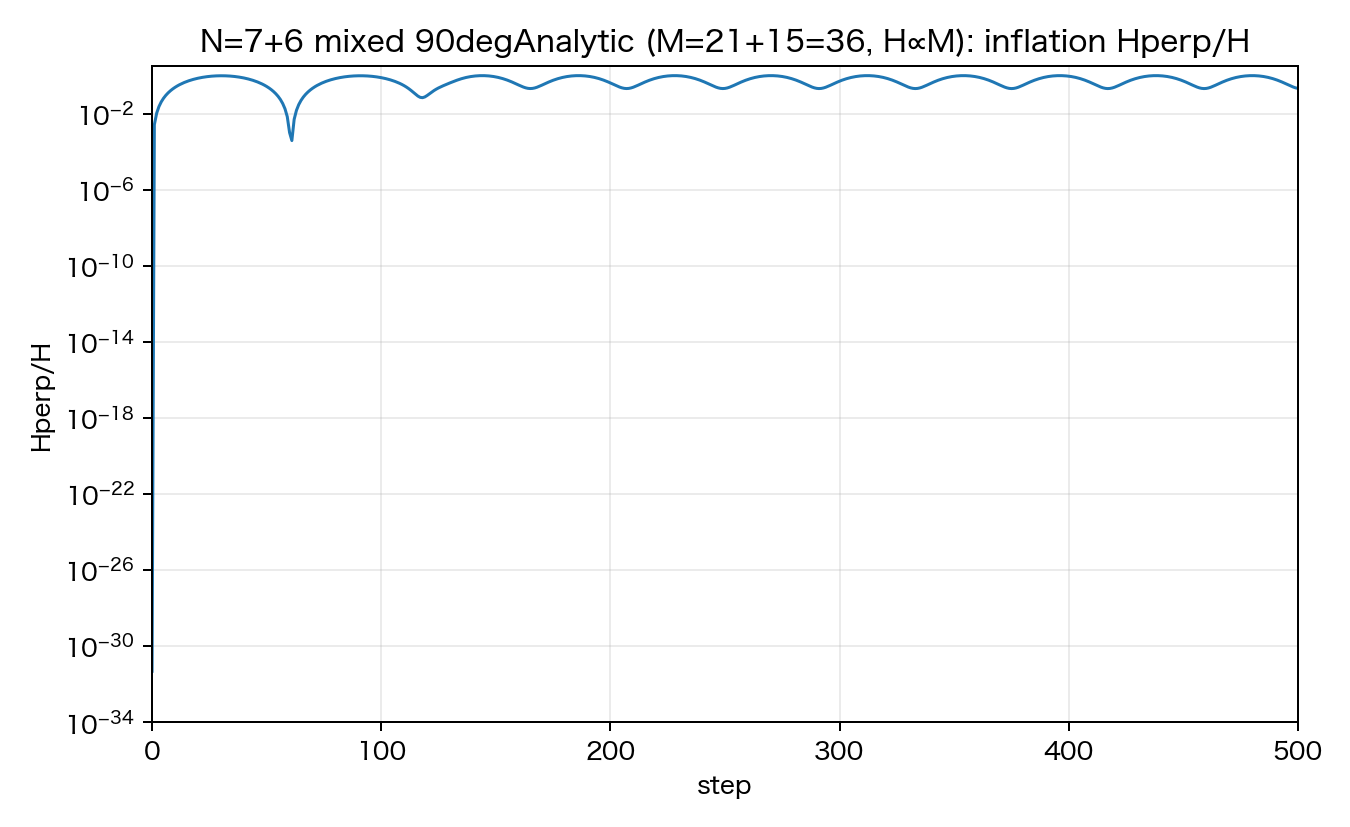 N=7+6 mixed 90degAnalytic (M=21+15=36, H∝M): inflation Hperp/H
10⁻²
10⁻⁶
10⁻¹⁰
10⁻¹⁴
10⁻¹⁸
10⁻²²
10⁻²⁶
10⁻³⁰
10⁻³⁴
Hperp/H
0 100 200 300 400 500
step